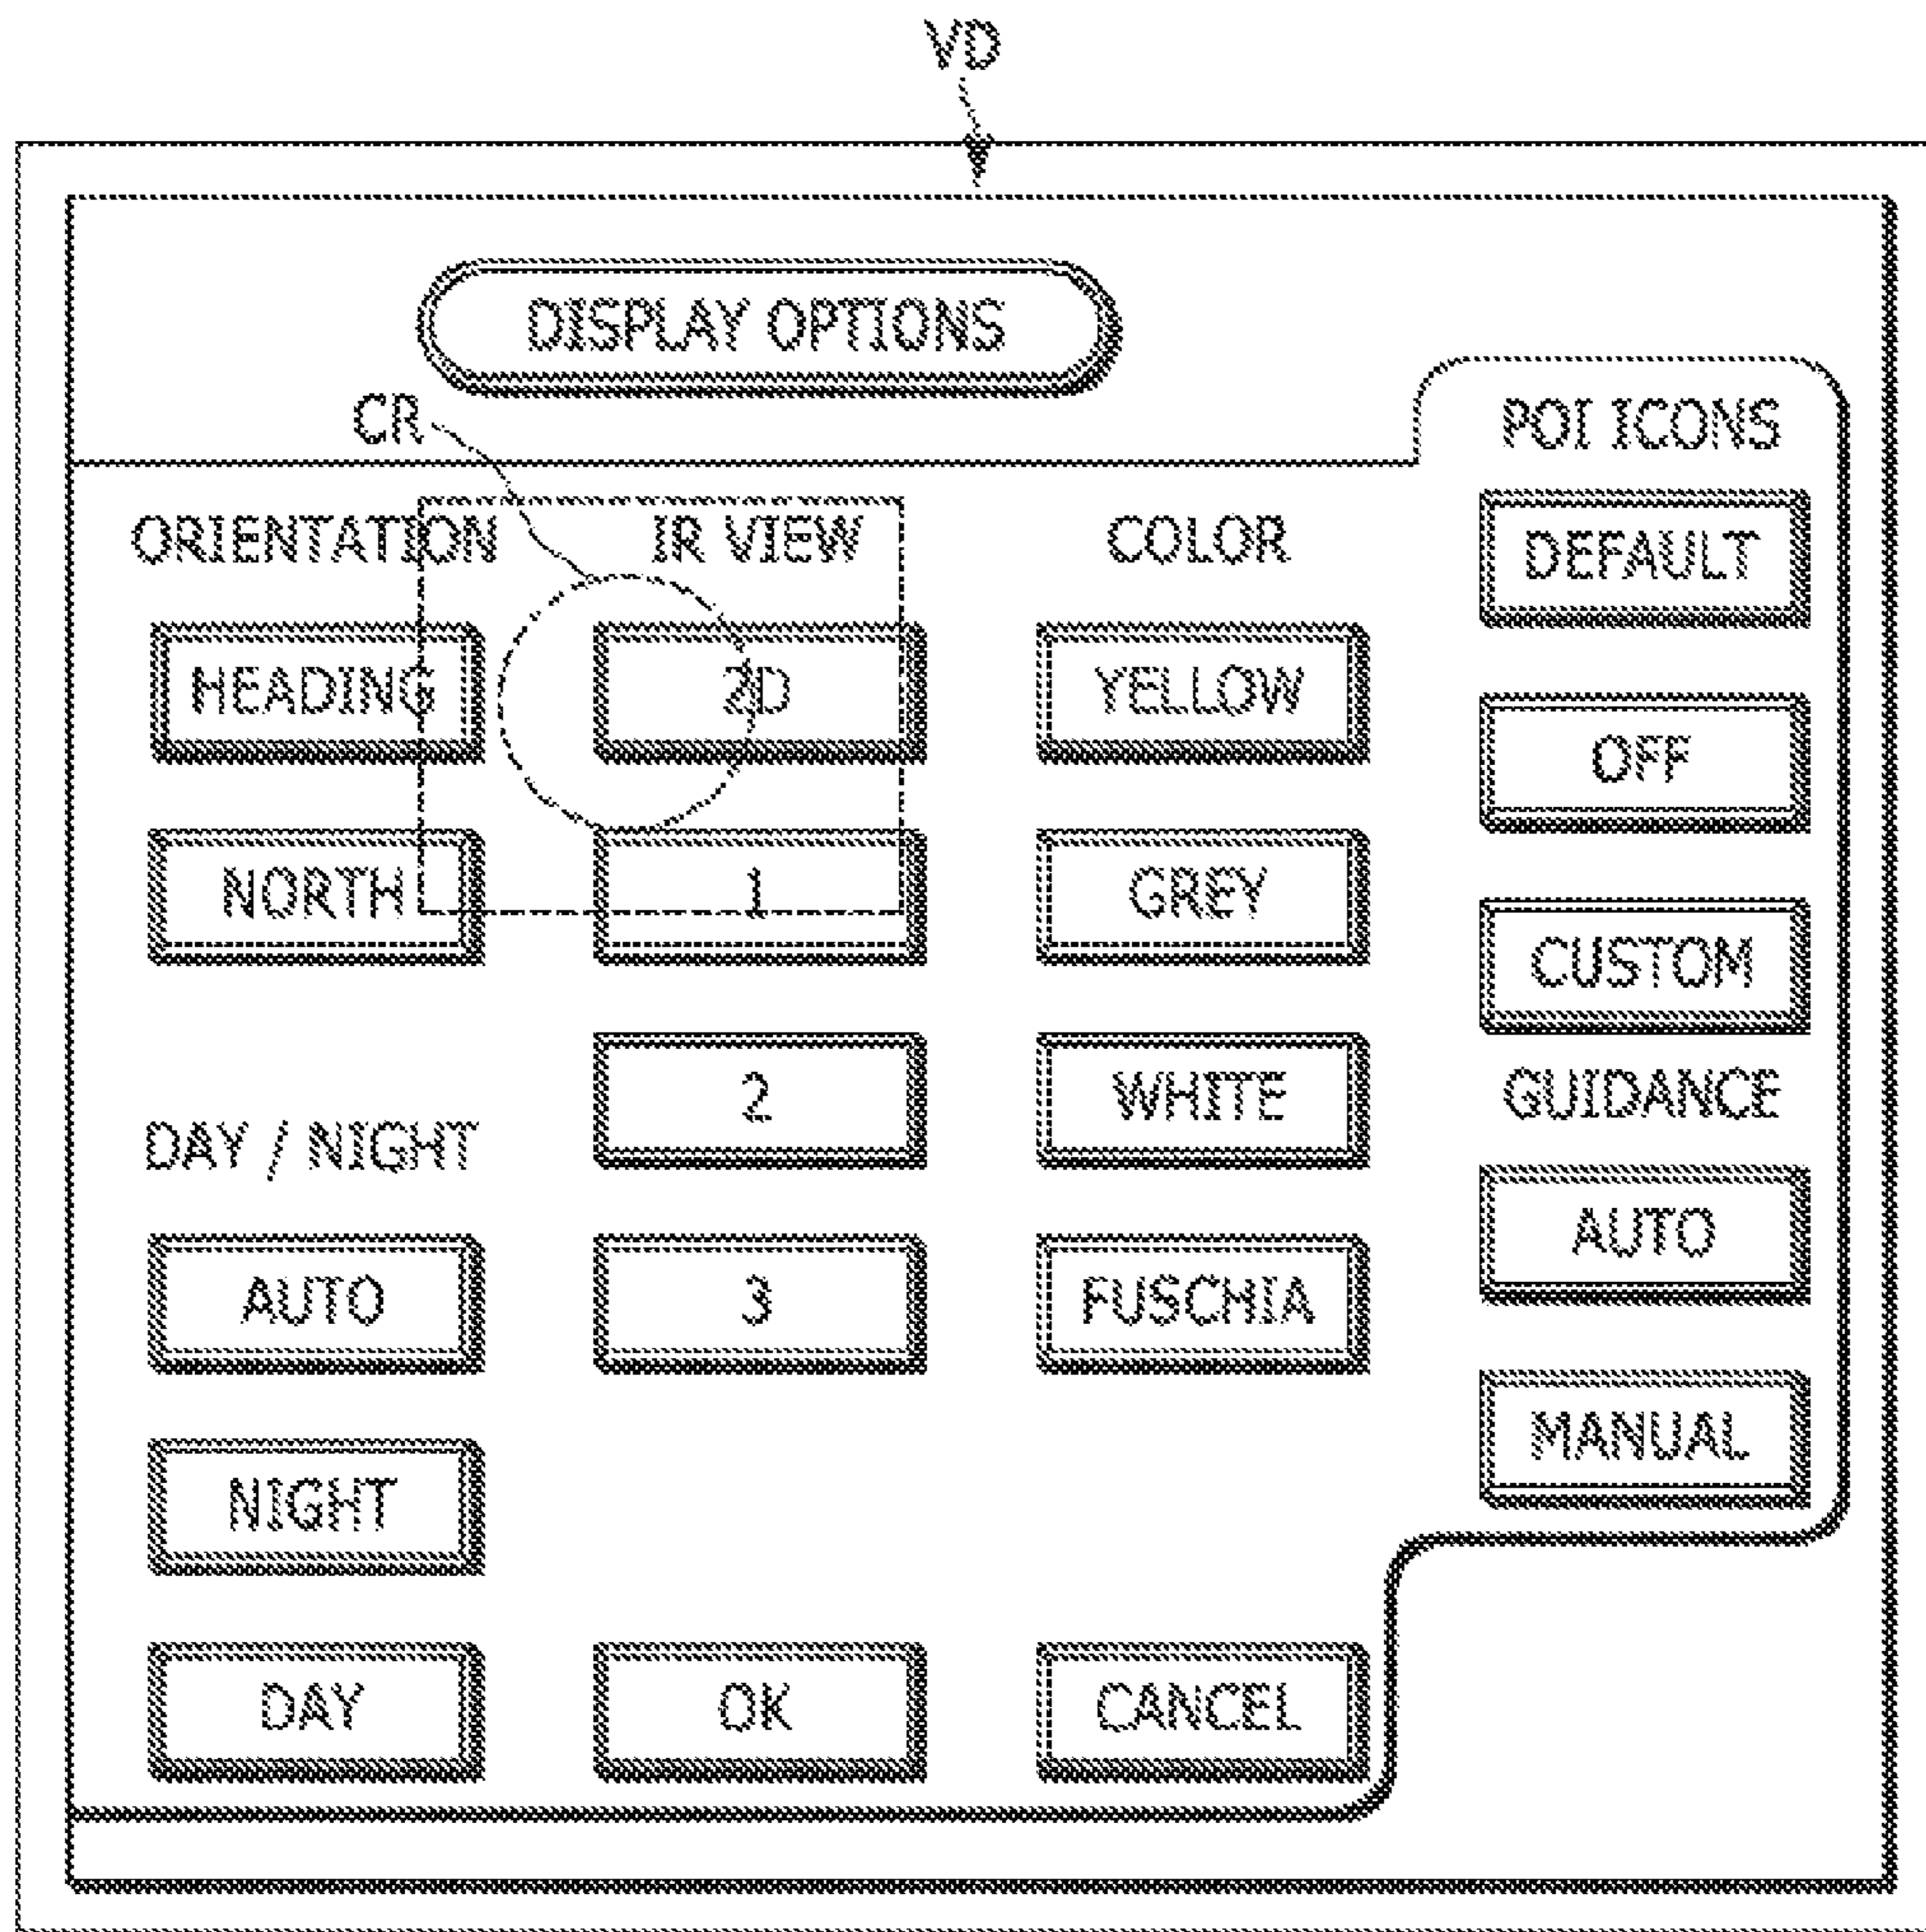 VD
DISPLAY OPTIONS
CR
POI ICONS
ORIENTATION IR VIEW COLOR
DEFAULT
HEADING 2D YELLOW
OFF
NORTH 1 GREY
CUSTOM
2 WHITE
GUIDANCE
DAY / NIGHT
AUTO
AUTO 3 FUSCHIA
MANUAL
NIGHT
DAY OK CANCEL